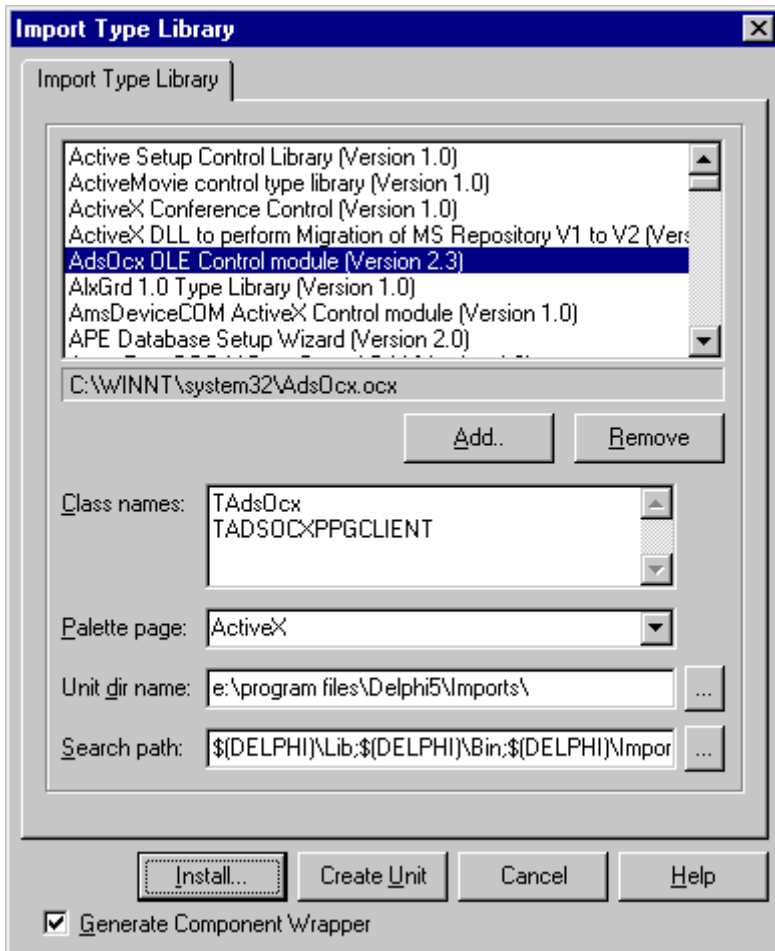 Import Type Library
Import Type Library
Active Setup Control Library (Version 1.0)
ActiveMovie control type library (Version 1.0)
ActiveX Conference Control (Version 1.0)
ActiveX DLL to perform Migration of MS Repository V1 to V2 (Vers
AdsOcx OLE Control module (Version 2.3)
AlxGrd 1.0 Type Library (Version 1.0)
AmsDeviceCOM ActiveX Control module (Version 1.0)
APE Database Setup Wizard (Version 2.0)
C:\WINNT\system32\AdsOcx.ocx
Add.. Remove
Class names: TAdsOcx
TADSOCXPPGCLIENT
Palette page: ActiveX
Unit dir name: e:\program files\Delphi5\Imports\ ...
Search path: $(DELPHI)\Lib;$(DELPHI)\Bin;$(DELPHI)\Impor ...
Install... Create Unit Cancel Help
Generate Component Wrapper